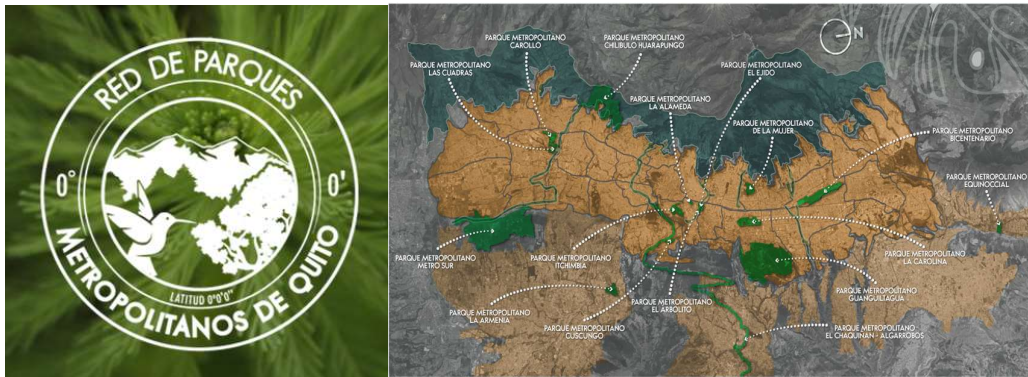 RED DE PARQUES
0° 0'
LATITUD 0°0'0"
METROPOLITANOS DE QUITO
N
PARQUE METROPOLITANO
CAROLLO
PARQUE METROPOLITANO
CHILIBULO HUARAPUNGO
PARQUE METROPOLITANO
LAS CUADRAS
PARQUE METROPOLITANO
EL EJIDO
PARQUE METROPOLITANO
LA ALAMEDA
PARQUE METROPOLITANO
DE LA MUJER
PARQUE METROPOLITANO
BICENTENARIO
PARQUE METROPOLITANO
EQUINOCCIAL
PARQUE METROPOLITANO
METRO SUR
PARQUE METROPOLITANO
ITCHIMBIA
PARQUE METROPOLITANO
LA CAROLINA
PARQUE METROPOLITANO
GUANGUILTAGUA
PARQUE METROPOLITANO
LA ARMENIA
PARQUE METROPOLITANO
CUSCUNGO
PARQUE METROPOLITANO
EL ARBOLITO
PARQUE METROPOLITANO
EL CHAQUINAN - ALGARROBOS